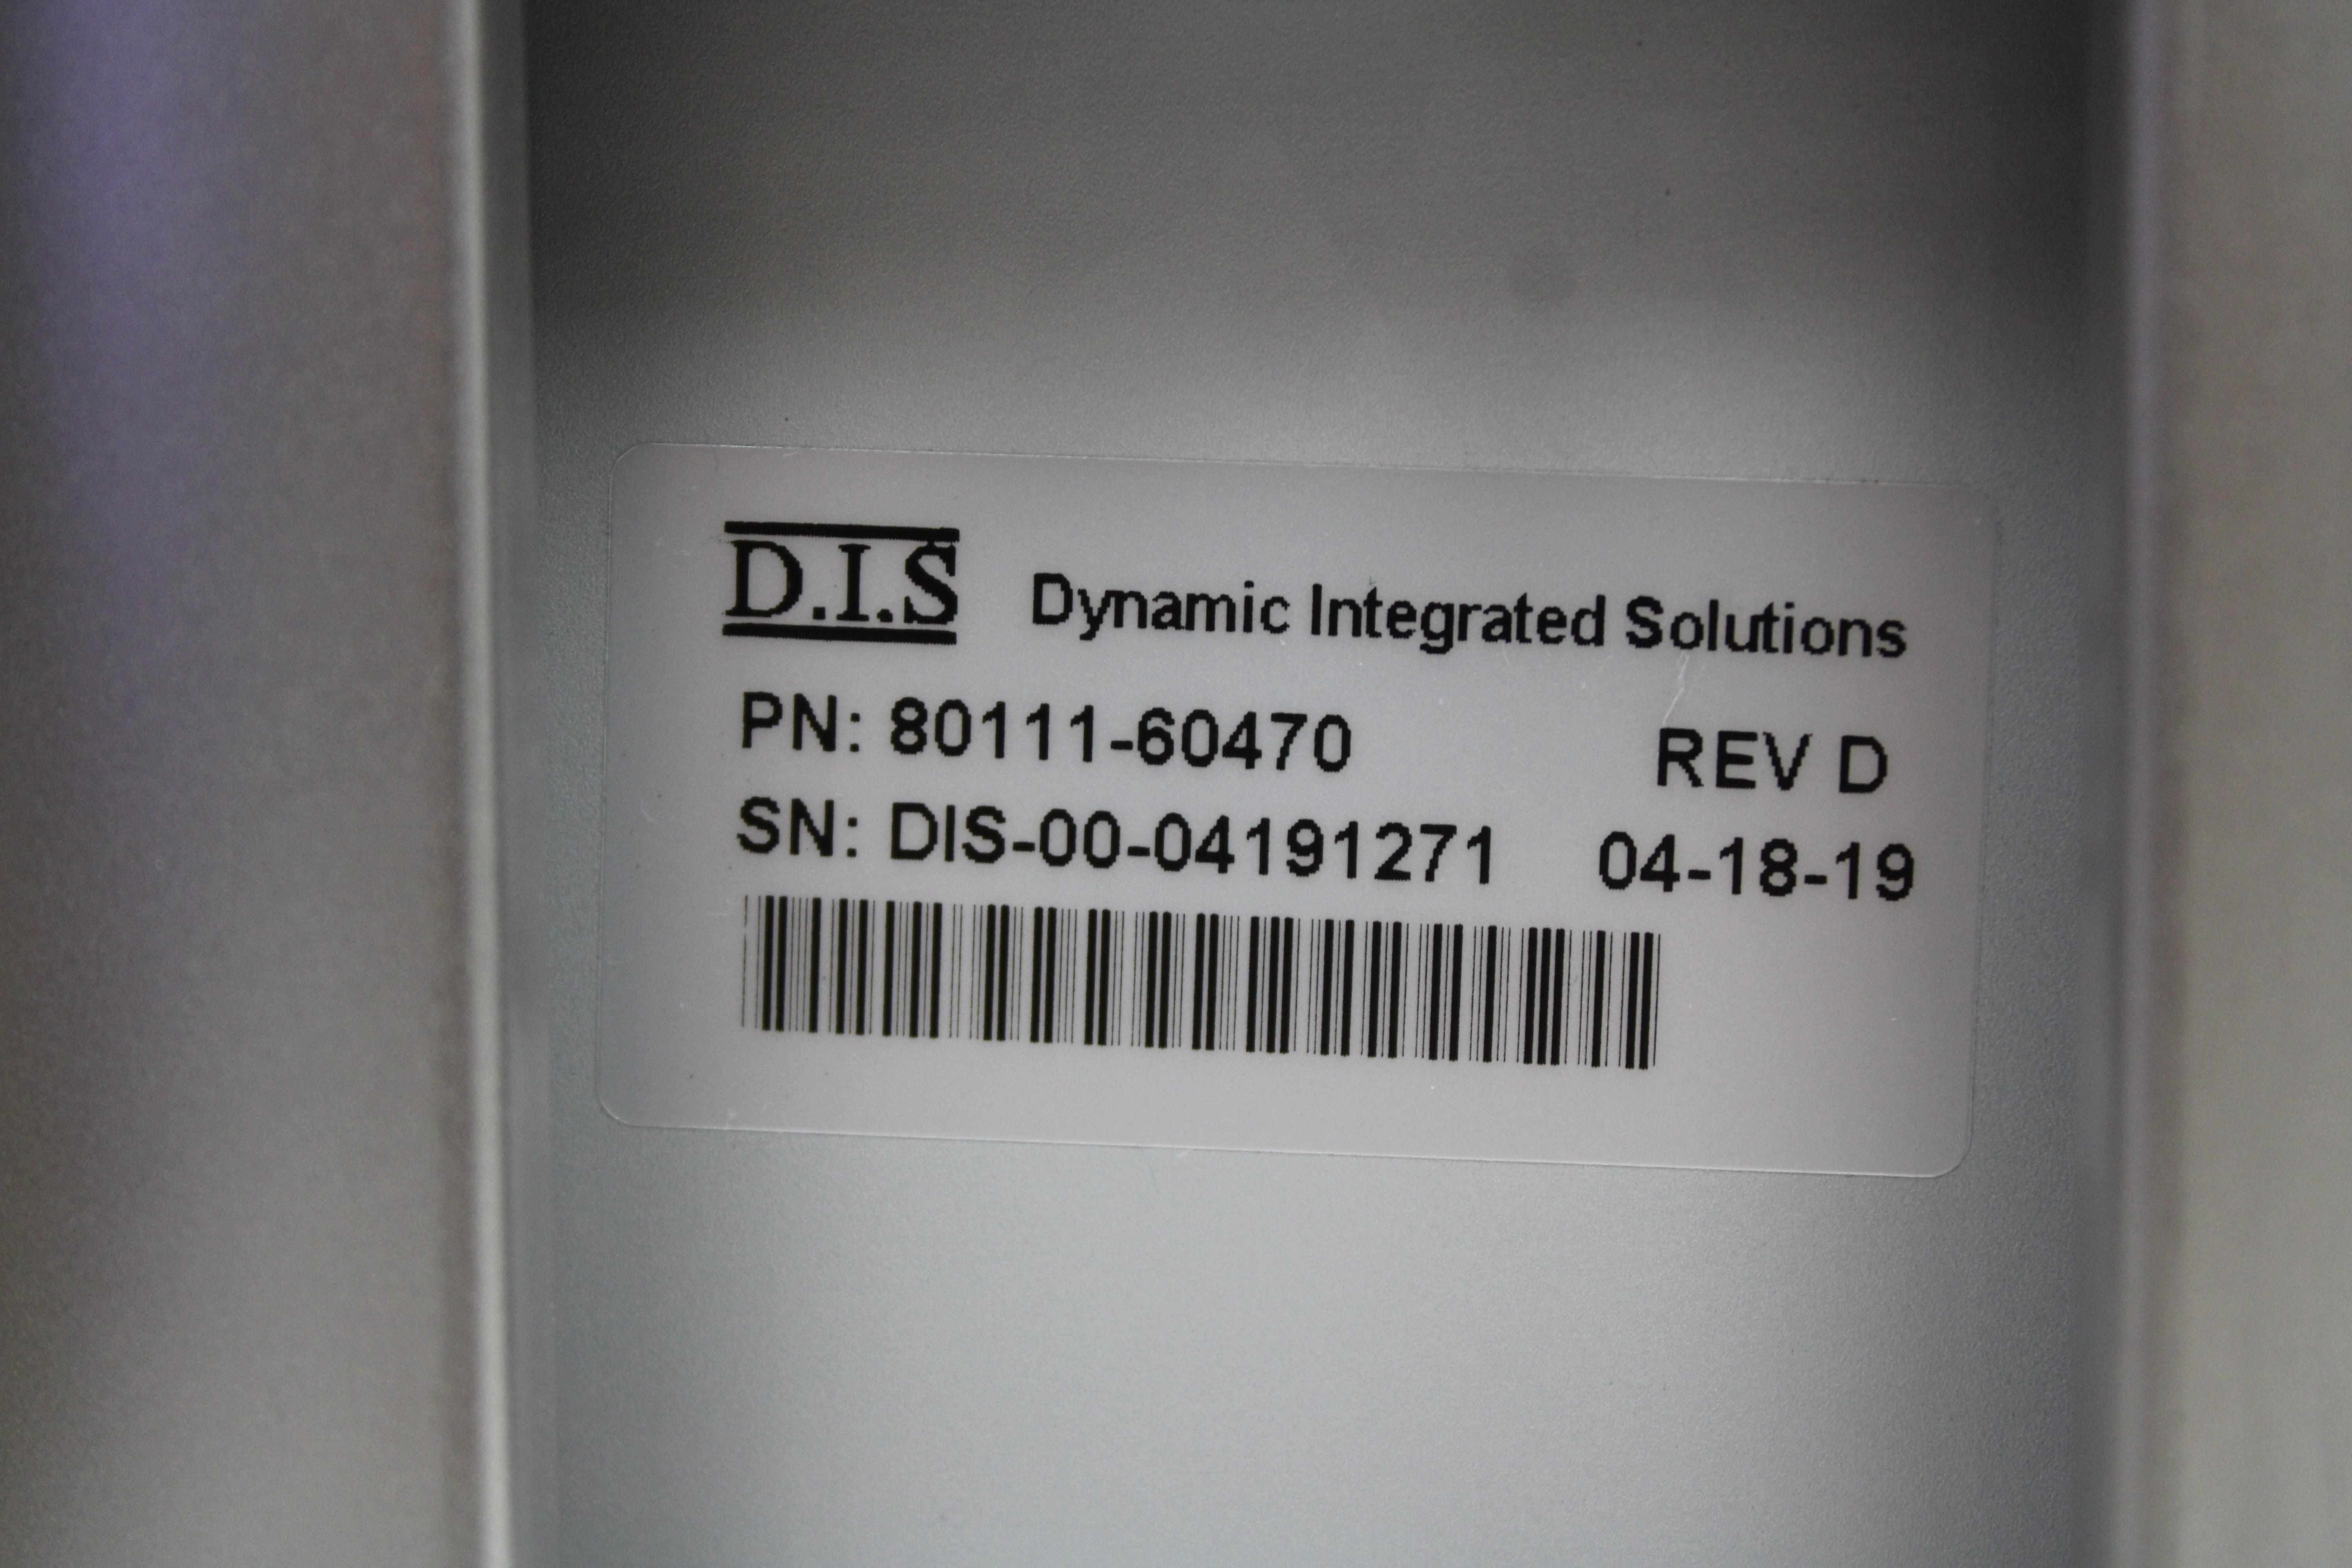 D.I.S Dynamic Integrated Solutions
PN: 80111-60470 REV D
SN: DIS-00-04191271 04-18-19